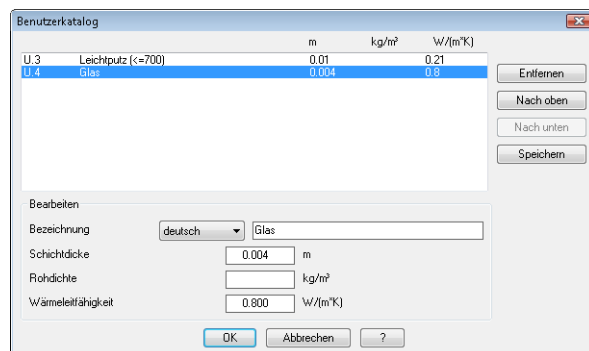 Benutzerkatalog
m kg/m³ W/(m*K)
U.3 Leichtputz (<=700) 0.01 0.21
U.4 Glas 0.004 0.8
Entfernen
Nach oben
Nach unten
Speichern
Bearbeiten
Bezeichnung deutsch Glas
Schichtdicke 0.004 m
Rohdichte kg/m³
Wärmeleitfähigkeit 0.800 W/(m*K)
OK Abbrechen ?